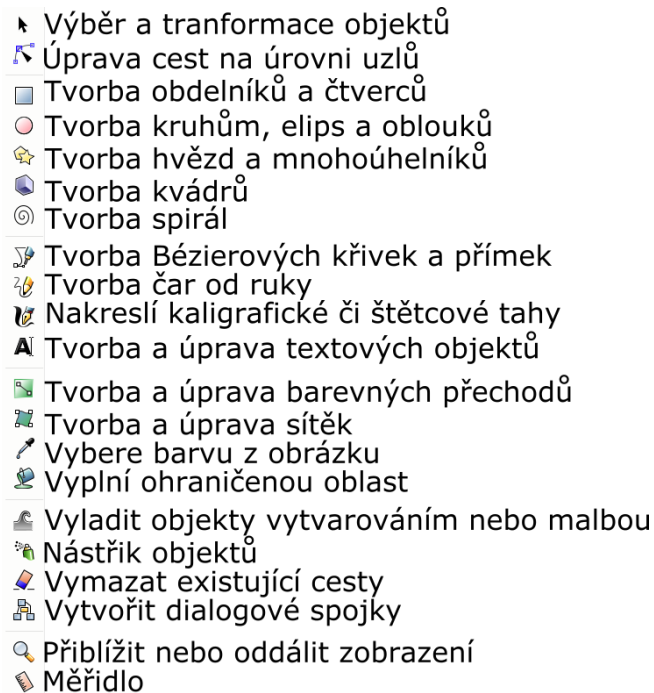 Výběr a tranformace objektů
Úprava cest na úrovni uzlů
Tvorba obdelníků a čtverců
Tvorba kruhům, elips a oblouků
Tvorba hvězd a mnohoúhelníků
Tvorba kvádrů
Tvorba spirál
Tvorba Bézierových křivek a přímek
Tvorba čar od ruky
Nakreslí kaligrafické či štětcové tahy
Tvorba a úprava textových objektů
Tvorba a úprava barevných přechodů
Tvorba a úprava sítěk
Vybere barvu z obrázku
Vyplní ohraničenou oblast
Vyladit objekty vytvarováním nebo malbou
Nástřik objektů
Vymazat existující cesty
Vytvořit dialogové spojky
Přiblížit nebo oddálit zobrazení
Měřidlo